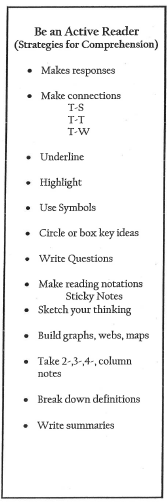 Be an Active Reader
(Strategies for Comprehension)
• Makes responses
• Make connections
T-S
T-T
T-W
• Underline
• Highlight
• Use Symbols
• Circle or box key ideas
• Write Questions
• Make reading notations
Sticky Notes
• Sketch your thinking
• Build graphs, webs, maps
• Take 2-,3-,4-, column
notes
• Break down definitions
• Write summaries